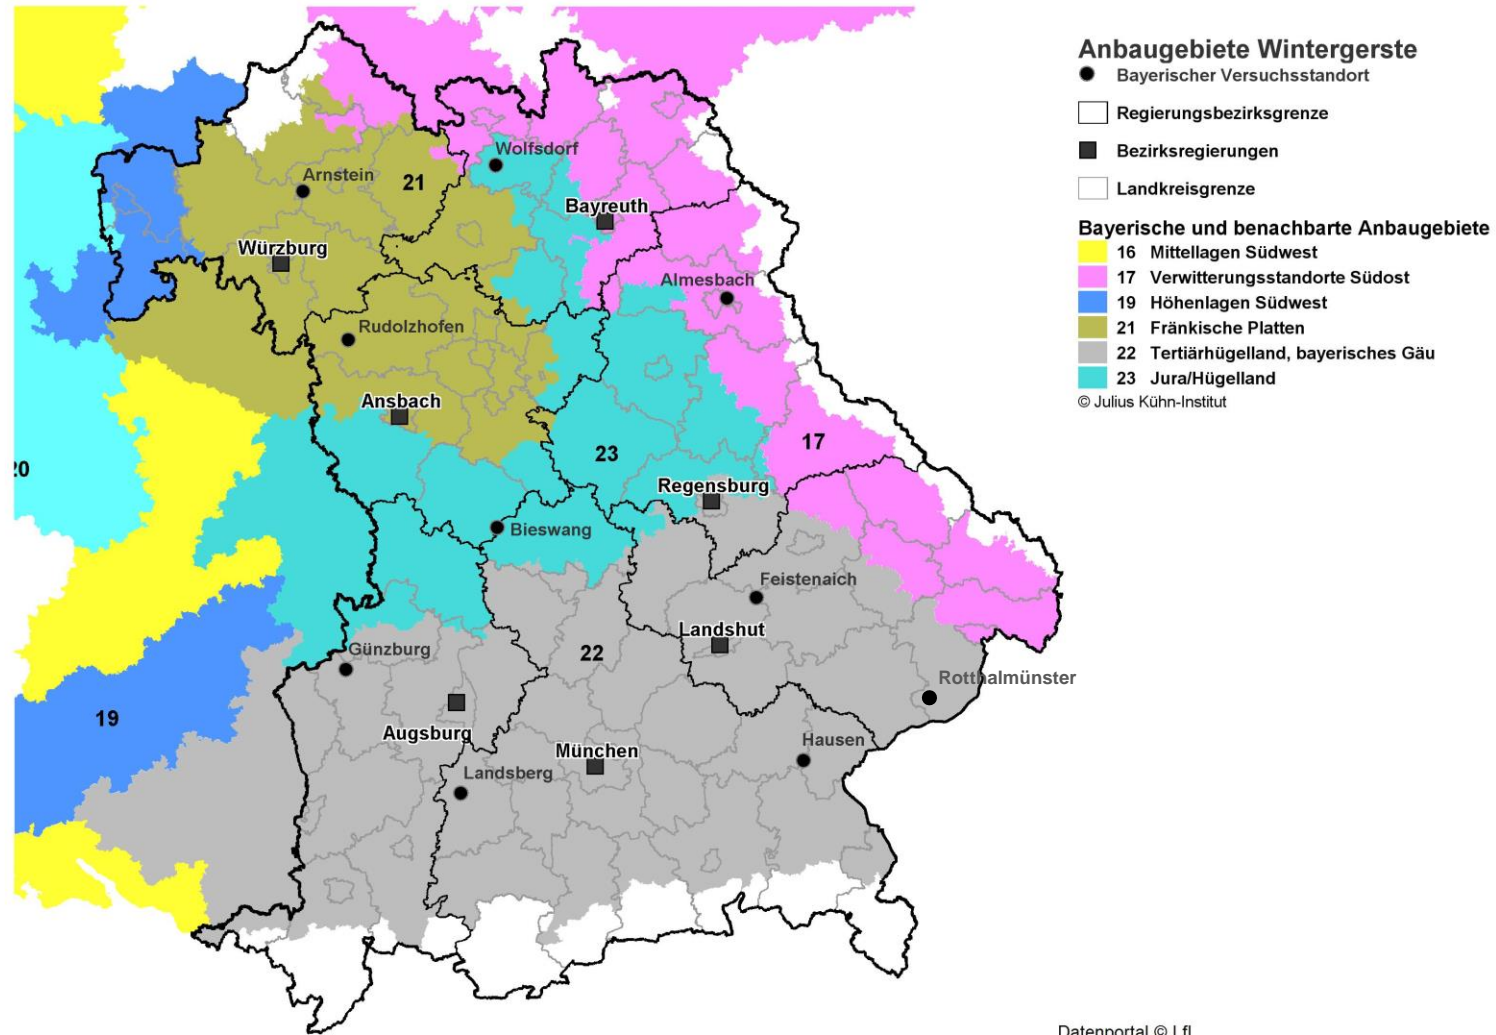 Anbaugebiete Wintergerste
Bayerischer Versuchsstandort
Regierungsbezirksgrenze
Bezirksregierungen
Landkreisgrenze
Bayerische und benachbarte Anbaugebiete
16 Mittellagen Südwest
17 Verwitterungsstandorte Südost
19 Höhenlagen Südwest
21 Fränkische Platten
22 Tertiärhügelland, bayerisches Gäu
23 Jura/Hügelland
© Julius Kühn-Institut
Wolfsdorf
Arnstein
21
Bayreuth
Würzburg
Almesbach
Rudolzhofen
Ansbach
17
23
20
Regensburg
Bieswang
Feistenaich
Landshut
Günzburg
22
Rotthalmünster
19
Augsburg
Hausen
München
Landsberg
Datenportal © LfL